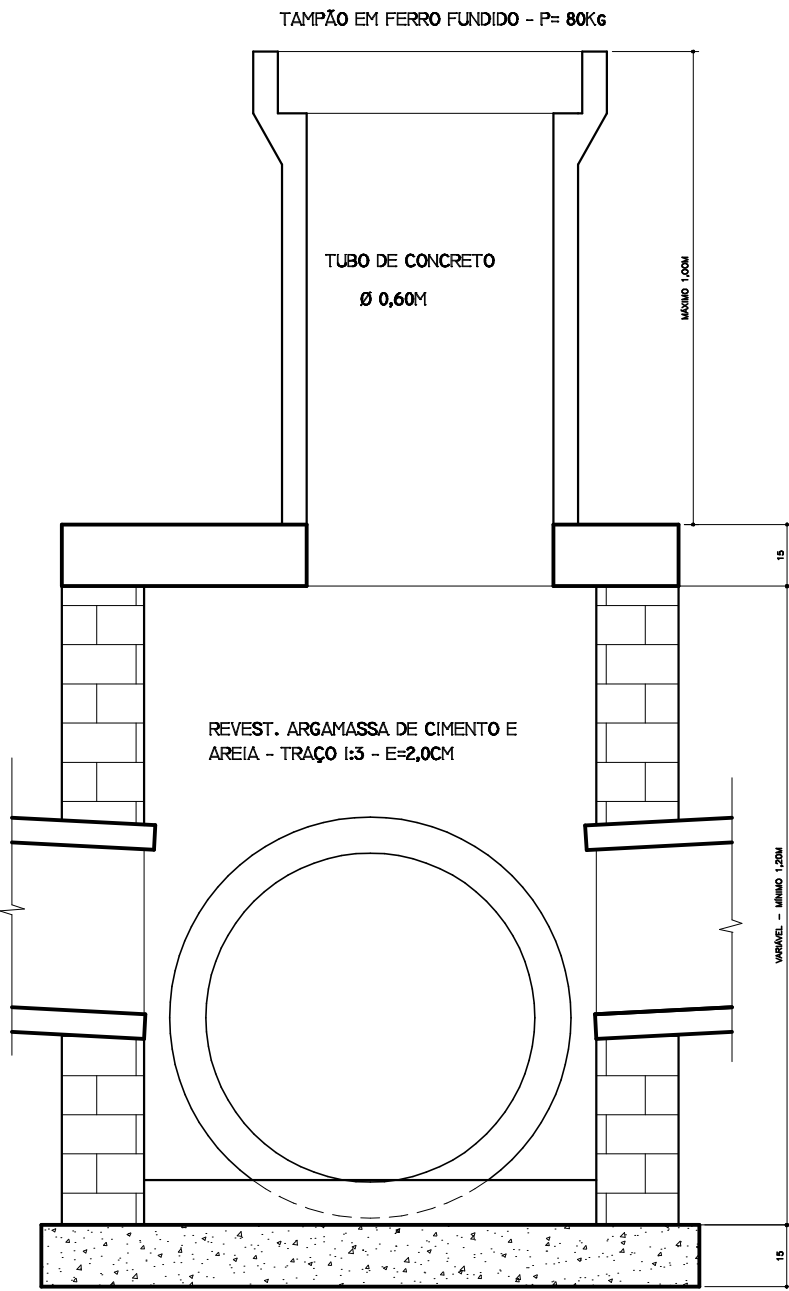 TAMPÃO EM FERRO FUNDIDO - P= 80KG
TUBO DE CONCRETO
Ø 0,60M
MÁXIMO 1,00M
15
REVEST. ARGAMASSA DE CIMENTO E
AREIA - TRAÇO 1:3 - E=2,0CM
VARIÁVEL - MÍNIMO 1,20M
15